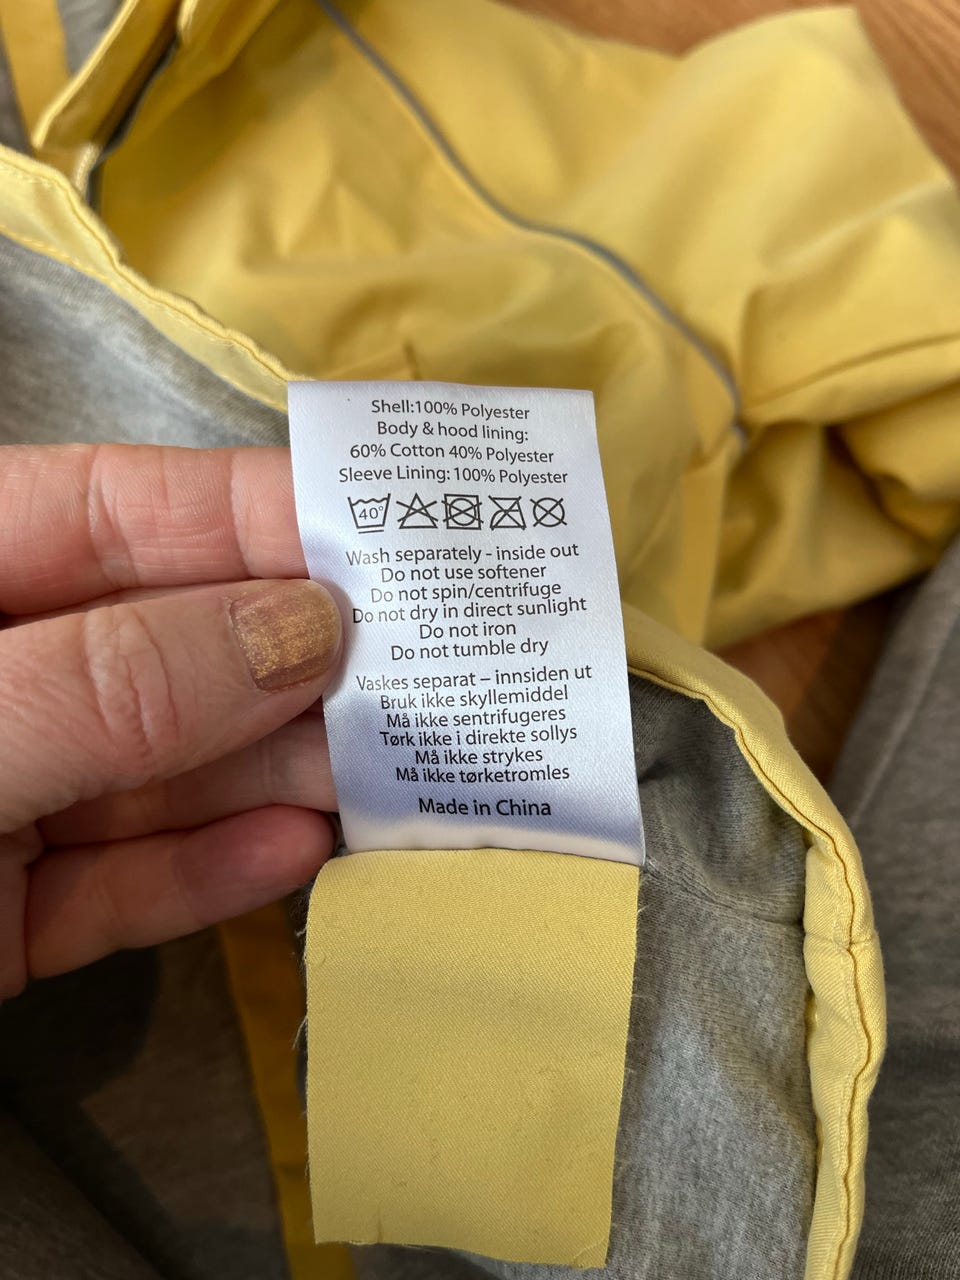 Shell:100% Polyester
Body & hood lining:
60% Cotton 40% Polyester
Sleeve Lining: 100% Polyester
40°
Wash separately - inside out
Do not use softener
Do not spin/centrifuge
Do not dry in direct sunlight
Do not iron
Do not tumble dry
Vaskes separat – innsiden ut
Bruk ikke skyllemiddel
Må ikke sentrifugeres
Tørk ikke i direkte sollys
Må ikke strykes
Må ikke tørketromles
Made in China